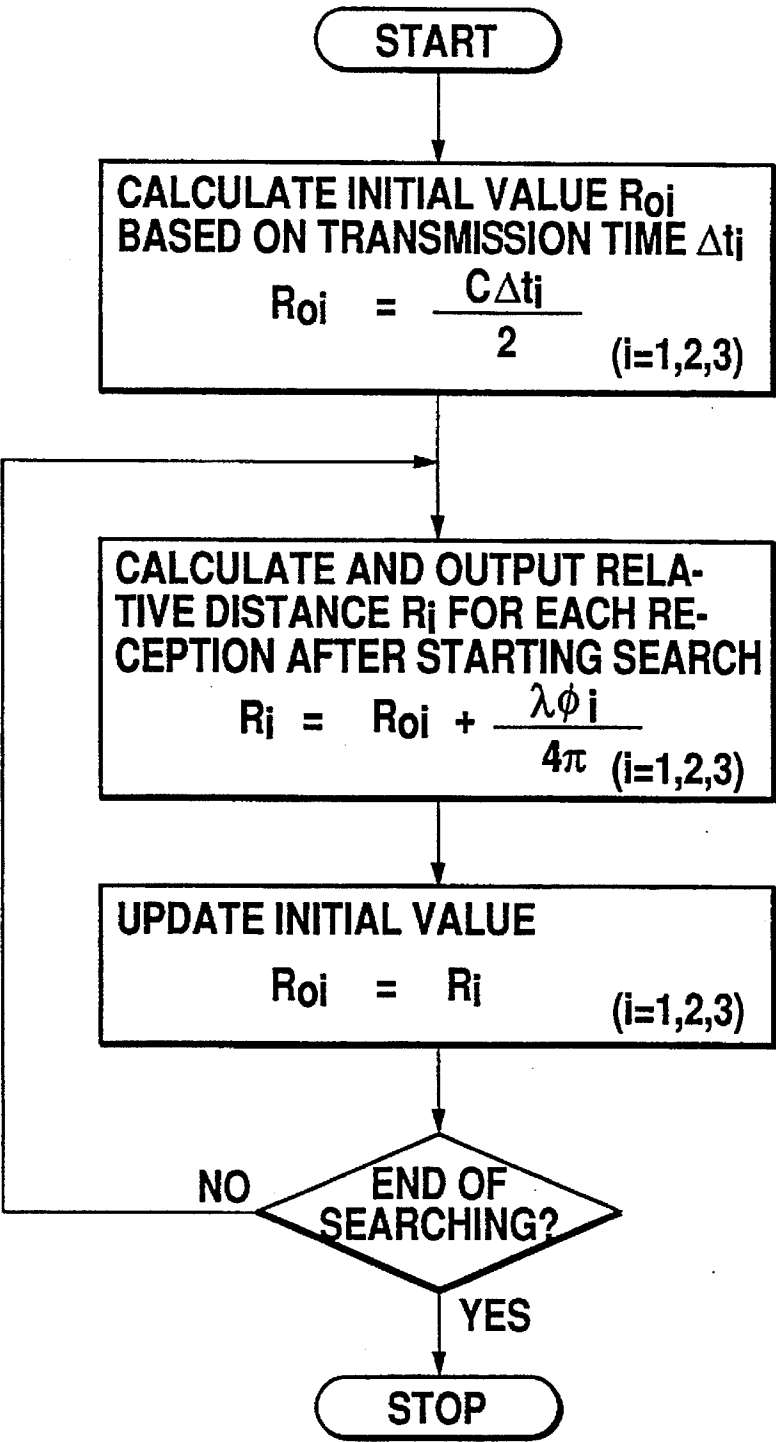 START
CALCULATE INITIAL VALUE Roi
BASED ON TRANSMISSION TIME Δti
Roi = CΔti / 2 (i=1,2,3)
CALCULATE AND OUTPUT RELA-
TIVE DISTANCE Ri FOR EACH RE-
CEPTION AFTER STARTING SEARCH
Ri = Roi + λφi / 4π (i=1,2,3)
UPDATE INITIAL VALUE
Roi = Ri (i=1,2,3)
NO
END OF
SEARCHING?
YES
STOP